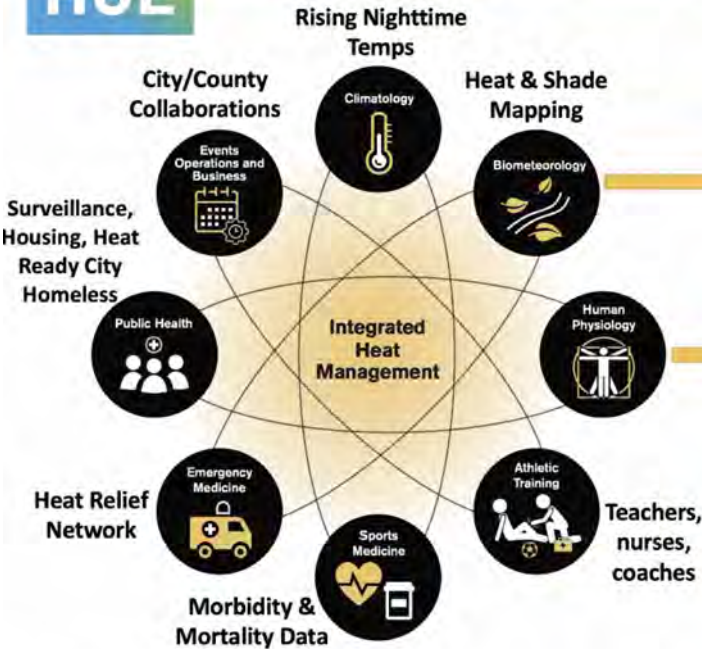 HUE
Rising Nighttime
Temps
City/County
Collaborations
Climatology
Heat & Shade
Mapping
Events
Operations and
Business
Biometeorology
Surveillance,
Housing, Heat
Ready City
Homeless
Public Health
Integrated
Heat
Management
Human
Physiology
Emergency
Medicine
Athletic
Training
Heat Relief
Network
Sports
Medicine
Teachers,
nurses,
coaches
Morbidity &
Mortality Data